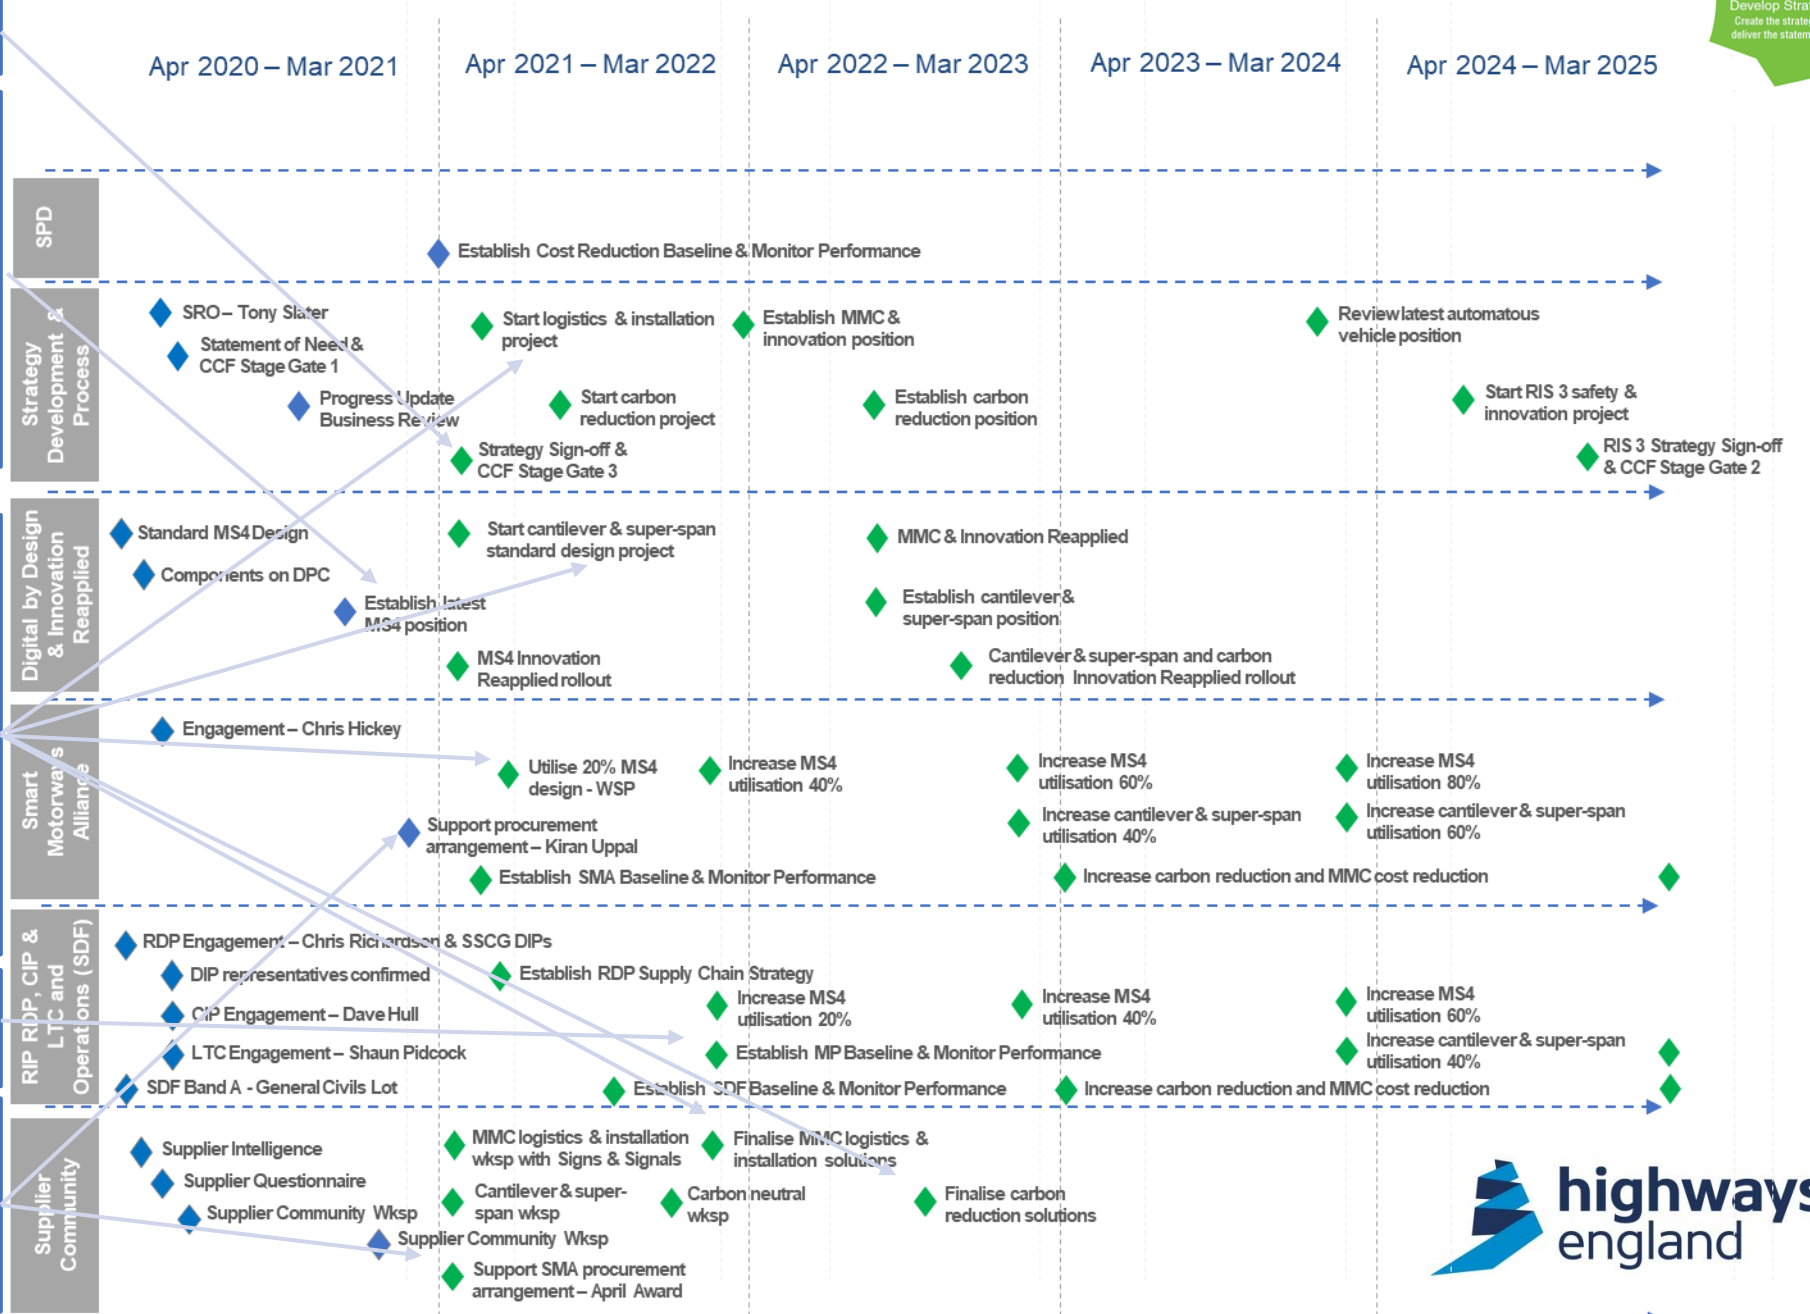 Develop
Create the
deliver the
Apr 2020 – Mar 2021
Apr 2021 – Mar 2022
Apr 2022 – Mar 2023
Apr 2023 – Mar 2024
Apr 2024 – Mar 2025
SPD
Establish Cost Reduction Baseline & Monitor Performance
Strategy
Development &
Process
SRO – Tony Slater
Statement of Need &
CCF Stage Gate 1
Progress Update
Business Review
Start logistics & installation
project
Start carbon
reduction project
Strategy Sign-off &
CCF Stage Gate 3
Establish MMC &
innovation position
Establish carbon
reduction position
Review latest automatous
vehicle position
Start RIS 3 safety &
innovation project
RIS 3 Strategy Sign-off
& CCF Stage Gate 2
Digital by Design
& Innovation
Reapplied
Standard MS4 Design
Components on DPC
Establish latest
MS4 position
Start cantilever & super-span
standard design project
MS4 Innovation
Reapplied rollout
MMC & Innovation Reapplied
Establish cantilever &
super-span position
Cantilever & super-span and carbon
reduction Innovation Reapplied rollout
Smart
Motorways
Alliance
Engagement – Chris Hickey
Utilise 20% MS4
design - WSP
Increase MS4
utilisation 40%
Increase MS4
utilisation 60%
Increase MS4
utilisation 80%
Support procurement
arrangement – Kiran Uppal
Increase cantilever & super-span
utilisation 40%
Increase cantilever & super-span
utilisation 60%
Establish SMA Baseline & Monitor Performance
Increase carbon reduction and MMC cost reduction
RIP RDP, CIP &
LTC and
Operations (SDF)
RDP Engagement – Chris Richardson & SSCG DIPs
DIP representatives confirmed
CIP Engagement – Dave Hull
LTC Engagement – Shaun Pidcock
SDF Band A - General Civils Lot
Establish RDP Supply Chain Strategy
Increase MS4
utilisation 20%
Increase MS4
utilisation 40%
Increase MS4
utilisation 60%
Establish MP Baseline & Monitor Performance
Increase cantilever & super-span
utilisation 40%
Establish SDF Baseline & Monitor Performance
Increase carbon reduction and MMC cost reduction
Supplier
Community
Supplier Intelligence
Supplier Questionnaire
Supplier Community Wksp
Supplier Community Wksp
MMC logistics & installation
wksp with Signs & Signals
Cantilever & super-
span wksp
Support SMA procurement
arrangement – April Award
Finalise MMC logistics &
installation solutions
Carbon neutral
wksp
Finalise carbon
reduction solutions
highways
england